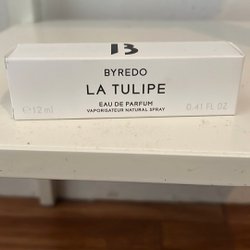 B
BYREDO
LA TULIPE
EAU DE PARFUM
VAPORISATEUR NATURAL SPRAY
℮12 ml
0.41 FL OZ